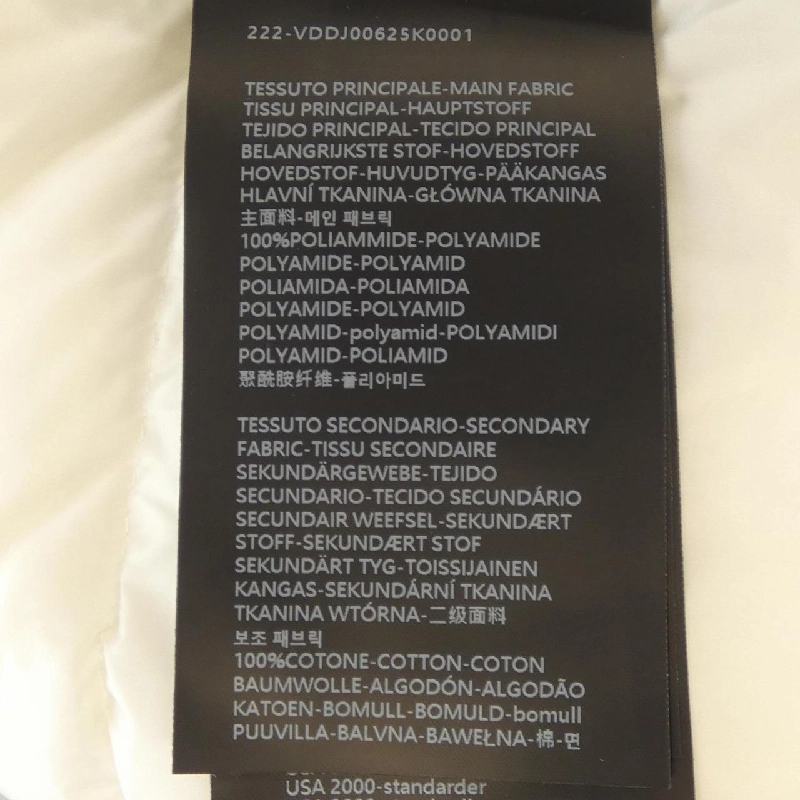 222-VDDJ00625K0001
TESSUTO PRINCIPALE-MAIN FABRIC
TISSU PRINCIPAL-HAUPTSTOFF
TEJIDO PRINCIPAL-TECIDO PRINCIPAL
BELANGRIJKSTE STOF-HOVEDSTOFF
HOVEDSTOF-HUVUDTYG-PÄÄKANGAS
HLAVNÍ TKANINA-GŁÓWNA TKANINA
主面料-메인 패브릭
100%POLIAMMIDE-POLYAMIDE
POLYAMIDE-POLYAMID
POLIAMIDA-POLIAMIDA
POLYAMIDE-POLYAMID
POLYAMID-polyamid-POLYAMIDI
POLYAMID-POLIAMID
聚酰胺纤维-폴리아미드
TESSUTO SECONDARIO-SECONDARY
FABRIC-TISSU SECONDAIRE
SEKUNDÄRGEWEBE-TEJIDO
SECUNDARIO-TECIDO SECUNDÁRIO
SECUNDAIR WEEFSEL-SEKUNDÆRT
STOFF-SEKUNDÆRT STOF
SEKUNDÄRT TYG-TOISSIJAINEN
KANGAS-SEKUNDÁRNÍ TKANINA
TKANINA WTÓRNA-二级面料
보조 패브릭
100%COTONE-COTTON-COTON
BAUMWOLLE-ALGODÓN-ALGODÃO
KATOEN-BOMULL-BOMULD-bomull
PUUVILLA-BALVNA-BAWEŁNA-棉-면
USA 2000-standarder